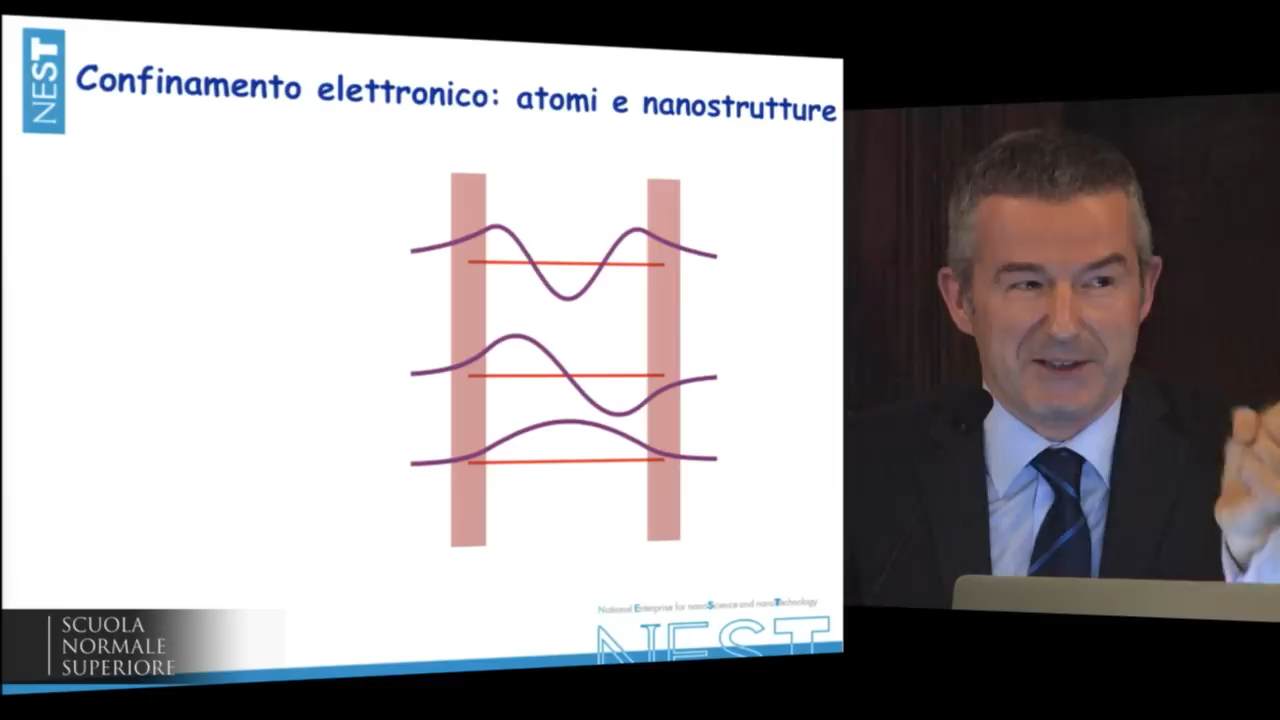 NEST
Confinamento elettronico: atomi e nanostrutture
National Enterprise for nanoScience and nanoTechnology
NEST
SCUOLA
NORMALE
SUPERIORE